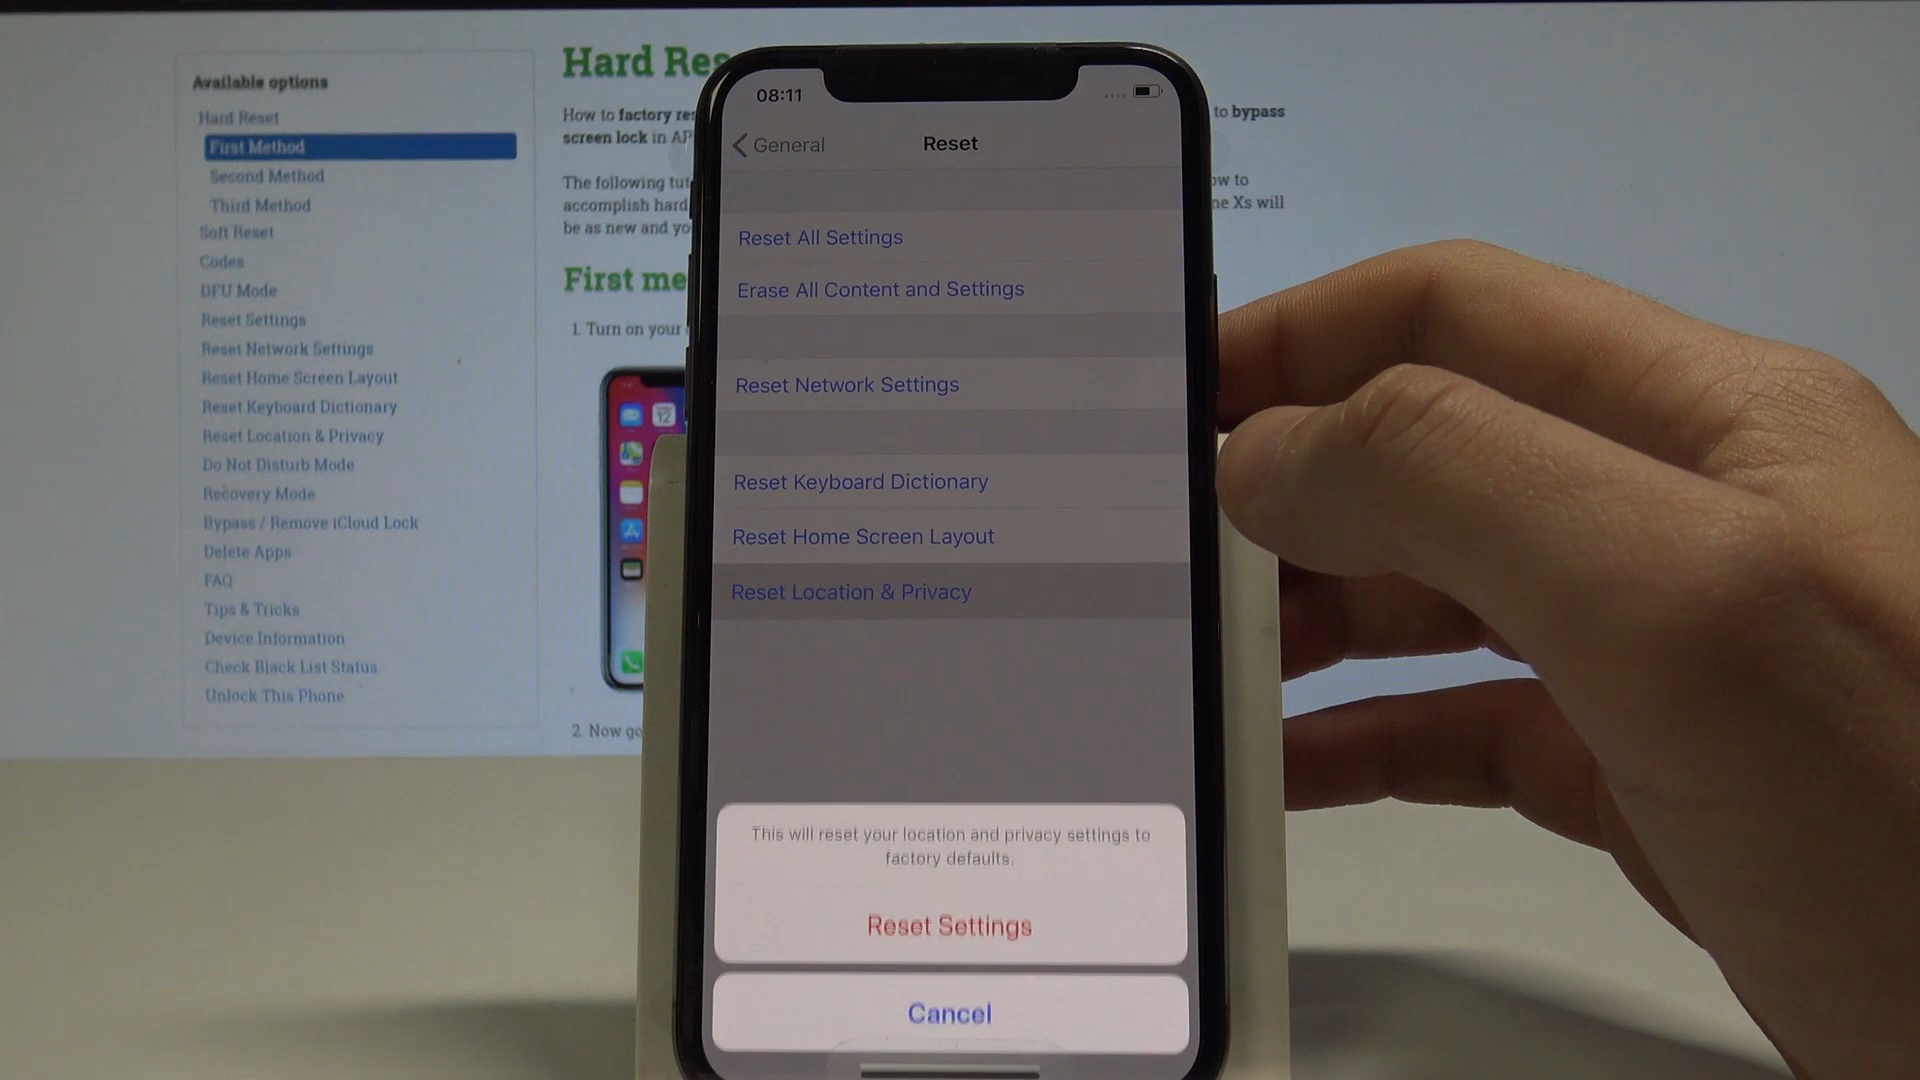 Available options
Hard Reset
First Method
Second Method
Third Method
Soft Reset
Codes
DFU Mode
Reset Settings
Reset Network Settings
Reset Home Screen Layout
Reset Keyboard Dictionary
Reset Location & Privacy
Do Not Disturb Mode
Recovery Mode
Bypass / Remove iCloud Lock
Delete Apps
FAQ
Tips & Tricks
Device Information
Check Black List Status
Unlock This Phone
Hard Res
How to factory res
to bypass
screen lock in AP
The following tut
ow to
accomplish hard
ne Xs will
be as new and yo
First me
1. Turn on your
12
2. Now go
08:11
General
Reset
Reset All Settings
Erase All Content and Settings
Reset Network Settings
Reset Keyboard Dictionary
Reset Home Screen Layout
Reset Location & Privacy
This will reset your location and privacy settings to
factory defaults.
Reset Settings
Cancel